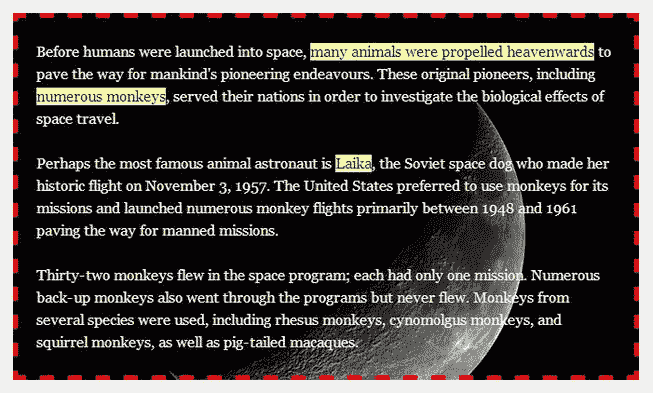 Before humans were launched into space, many animals were propelled heavenwards to
pave the way for mankind's pioneering endeavours. These original pioneers, including
numerous monkeys, served their nations in order to investigate the biological effects of
space travel.
Perhaps the most famous animal astronaut is Laika, the Soviet space dog who made her
historic flight on November 3, 1957. The United States preferred to use monkeys for its
missions and launched numerous monkey flights primarily between 1948 and 1961
paving the way for manned missions.
Thirty-two monkeys flew in the space program; each had only one mission. Numerous
back-up monkeys also went through the programs but never flew. Monkeys from
several species were used, including rhesus monkeys, cynomolgus monkeys, and
squirrel monkeys, as well as pig-tailed macaques.